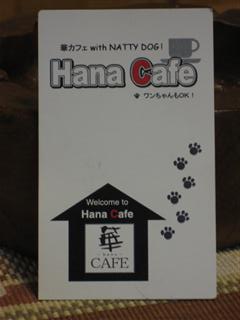 華カフェ with NATTY DOG!
Hana Cafe
ワンちゃんもOK！
Welcome to
Hana Cafe
華
hana
CAFE